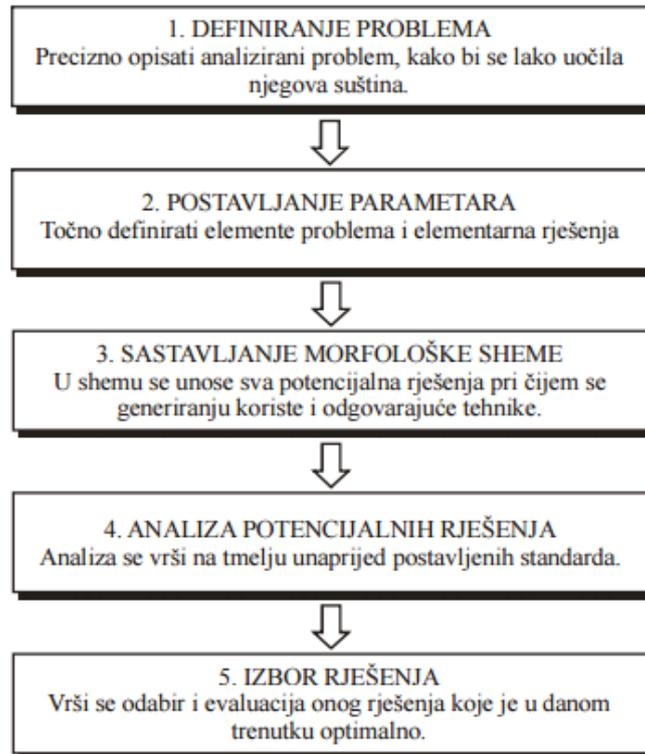 1. DEFINIRANJE PROBLEMA
Precizno opisati analizirani problem, kako bi se lako uočila
njegova suština.
2. POSTAVLJANJE PARAMETARA
Točno definirati elemente problema i elementarna rješenja
3. SASTAVLJANJE MORFOLOŠKE SHEME
U shemu se unose sva potencijalna rješenja pri čijem se
generiranju koriste i odgovarajuće tehnike.
4. ANALIZA POTENCIJALNIH RJEŠENJA
Analiza se vrši na tmelju unaprijed postavljenih standarda.
5. IZBOR RJEŠENJA
Vrši se odabir i evaluacija onog rješenja koje je u danom
trenutku optimalno.